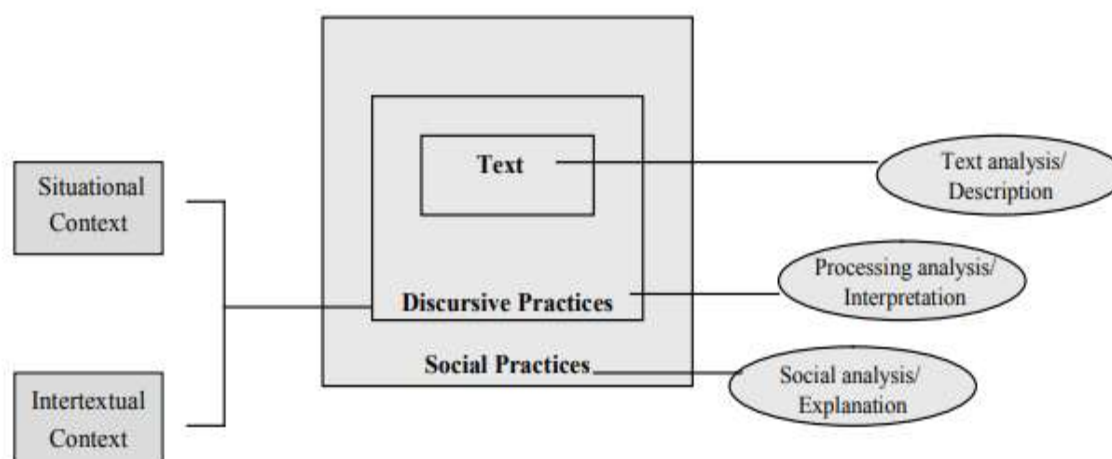 Text
Text analysis/
Description
Situational
Context
Processing analysis/
Interpretation
Discursive Practices
Social Practices
Social analysis/
Explanation
Intertextual
Context